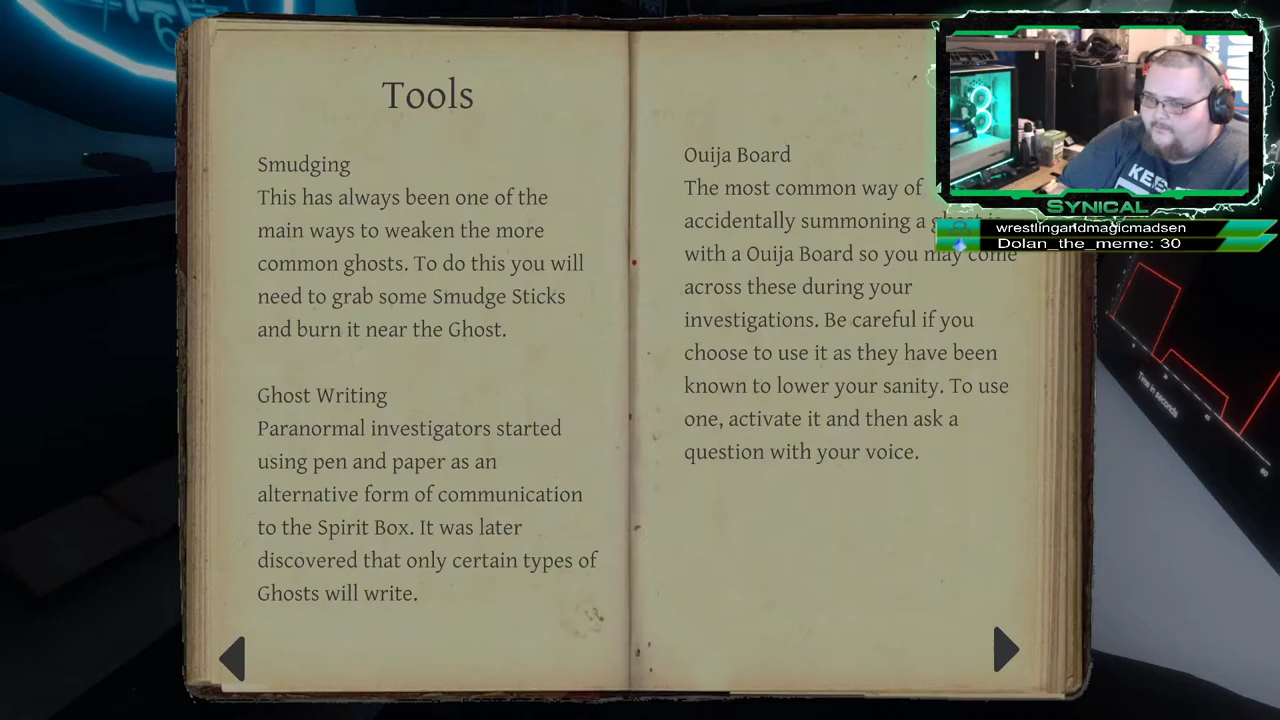 Tools
Smudging
This has always been one of the
main ways to weaken the more
common ghosts. To do this you will
need to grab some Smudge Sticks
and burn it near the Ghost.
Ghost Writing
Paranormal investigators started
using pen and paper as an
alternative form of communication
to the Spirit Box. It was later
discovered that only certain types of
Ghosts will write.
Ouija Board
The most common way of
accidentally summoning a ghost is
with a Ouija Board so you may come
across these during your
investigations. Be careful if you
choose to use it as they have been
known to lower your sanity. To use
one, activate it and then ask a
question with your voice.
SYNICAL
wrestlingandmagicmadsen
Dolan_the_meme: 30
Time in seconds